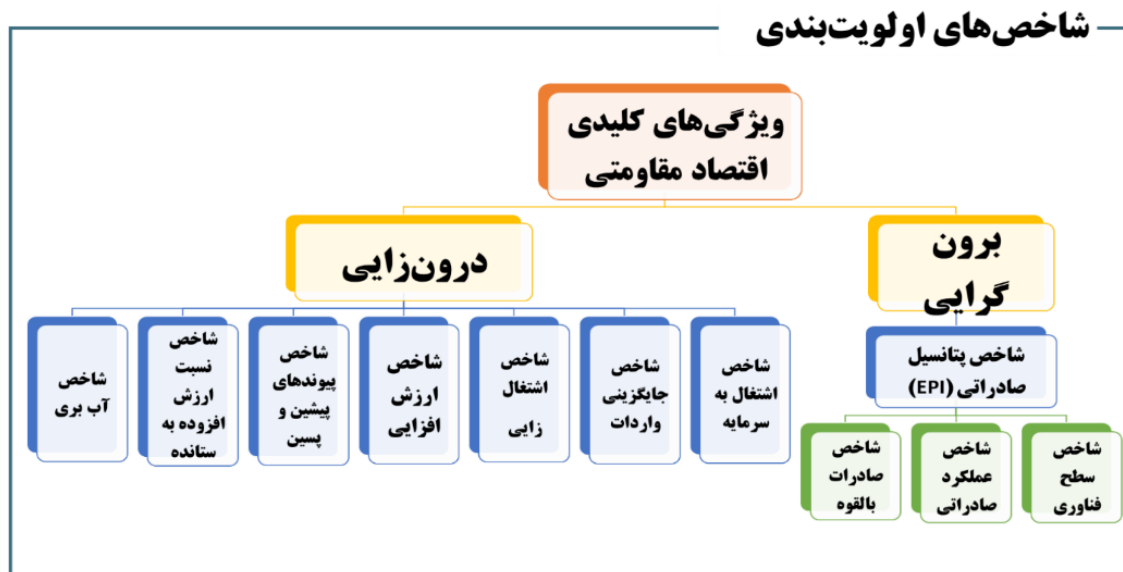 شاخص‌های اولویت‌بندی
ویژگی‌های کلیدی
اقتصاد مقاومتی
برون
گرایی
درون‌زایی
شاخص پتانسیل
صادراتی (EPI)
شاخص
سطح
فناوری
شاخص
عملکرد
صادراتی
شاخص
صادرات
بالقوه
شاخص
اشتغال به
سرمایه
شاخص
جایگزینی
واردات
شاخص
اشتغال
زایی
شاخص
ارزش
افزایی
شاخص
پیوندهای
پیشین و
پسین
شاخص
نسبت
ارزش
افزوده به
ستانده
شاخص
آب بری